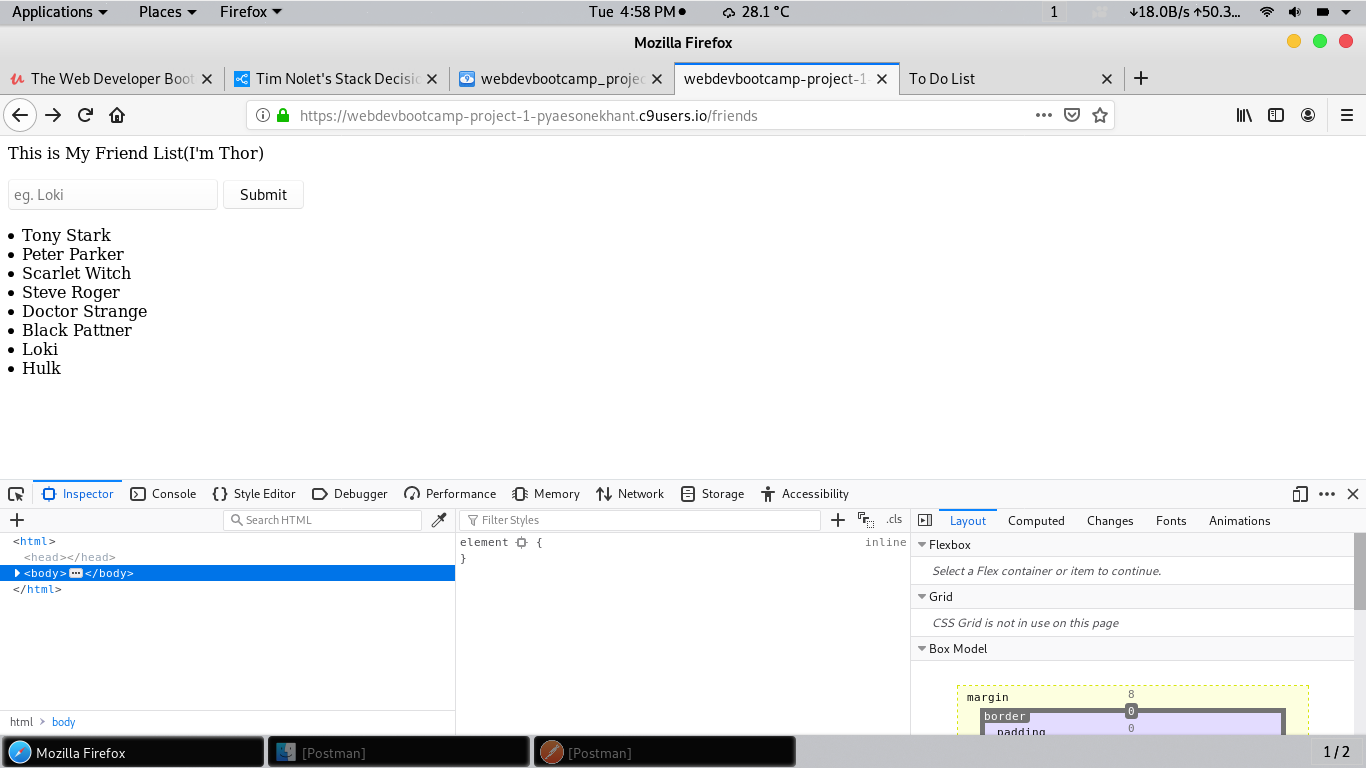 Applications Places Firefox Tue 4:58 PM 28.1 °C 1 ↓18.0B/s ↑50.3...
Mozilla Firefox
The Web Developer Boot Tim Nolet's Stack Decisi webdevbootcamp_projec webdevbootcamp-project-1- To Do List
https://webdevbootcamp-project-1-pyaesonekhant.c9users.io/friends
This is My Friend List(I'm Thor)
eg. Loki Submit
• Tony Stark
• Peter Parker
• Scarlet Witch
• Steve Roger
• Doctor Strange
• Black Pattner
• Loki
• Hulk
Inspector Console Style Editor Debugger Performance Memory Network Storage Accessibility
Search HTML Filter Styles .cls Layout Computed Changes Fonts Animations
<html>
<head></head>
<body>···</body>
</html>
element { inline
}
Flexbox
Select a Flex container or item to continue.
Grid
CSS Grid is not in use on this page
Box Model
margin 8
border 0
padding 0
html > body
Mozilla Firefox [Postman] [Postman] 1 / 2